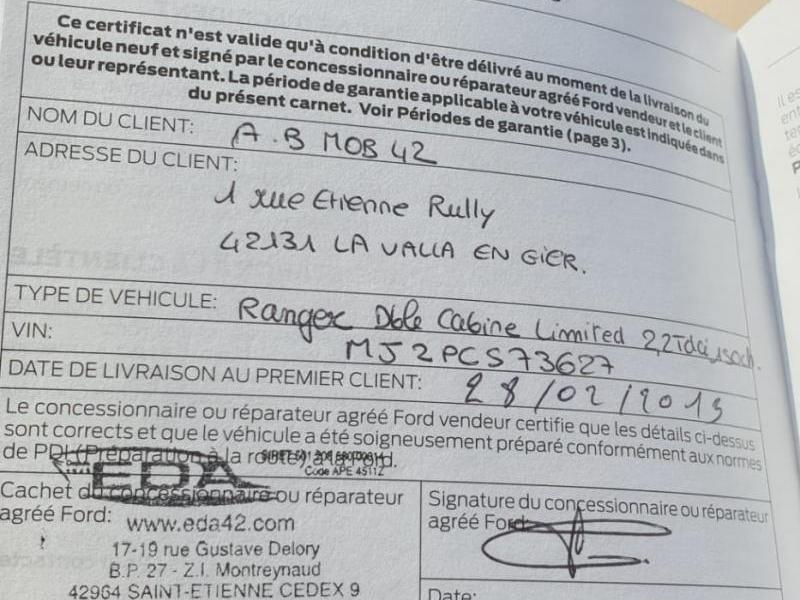 Ce certificat n'est valide qu'à condition d'être délivré au moment de la livraison du
véhicule neuf et signé par le concessionnaire ou réparateur agréé Ford vendeur et le client
ou leur représentant. La période de garantie applicable à votre véhicule est indiquée dans
du présent carnet. Voir Périodes de garantie (page 3).
NOM DU CLIENT: A.B MOB 42
ADRESSE DU CLIENT:
1 rue Etienne Rully
42131 LA VALLA EN GIER.
TYPE DE VEHICULE: Ranger Dble Cabine Limited 2,2Tdci 150ch.
VIN: MJ2PCS73627
DATE DE LIVRAISON AU PREMIER CLIENT: 28/02/2013
Le concessionnaire ou réparateur agréé Ford vendeur certifie que les détails ci-dessus
sont corrects et que le véhicule a été soigneusement préparé conformément aux normes
de PDI (Préparation à la route) à la Ford.
EDA
Code APE 4511Z
Cachet du concessionnaire ou réparateur
agréé Ford:
www.eda42.com
17-19 rue Gustave Delory
B.P. 27 - Z.I. Montreynaud
42964 SAINT-ETIENNE CEDEX 9
Signature du concessionnaire ou réparateur
agréé Ford:
Date: